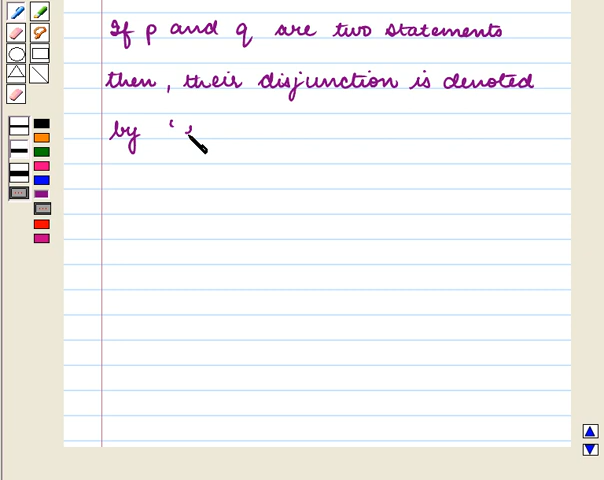 If p and q are two statements
then, their disjunction is denoted
by ‘ ’